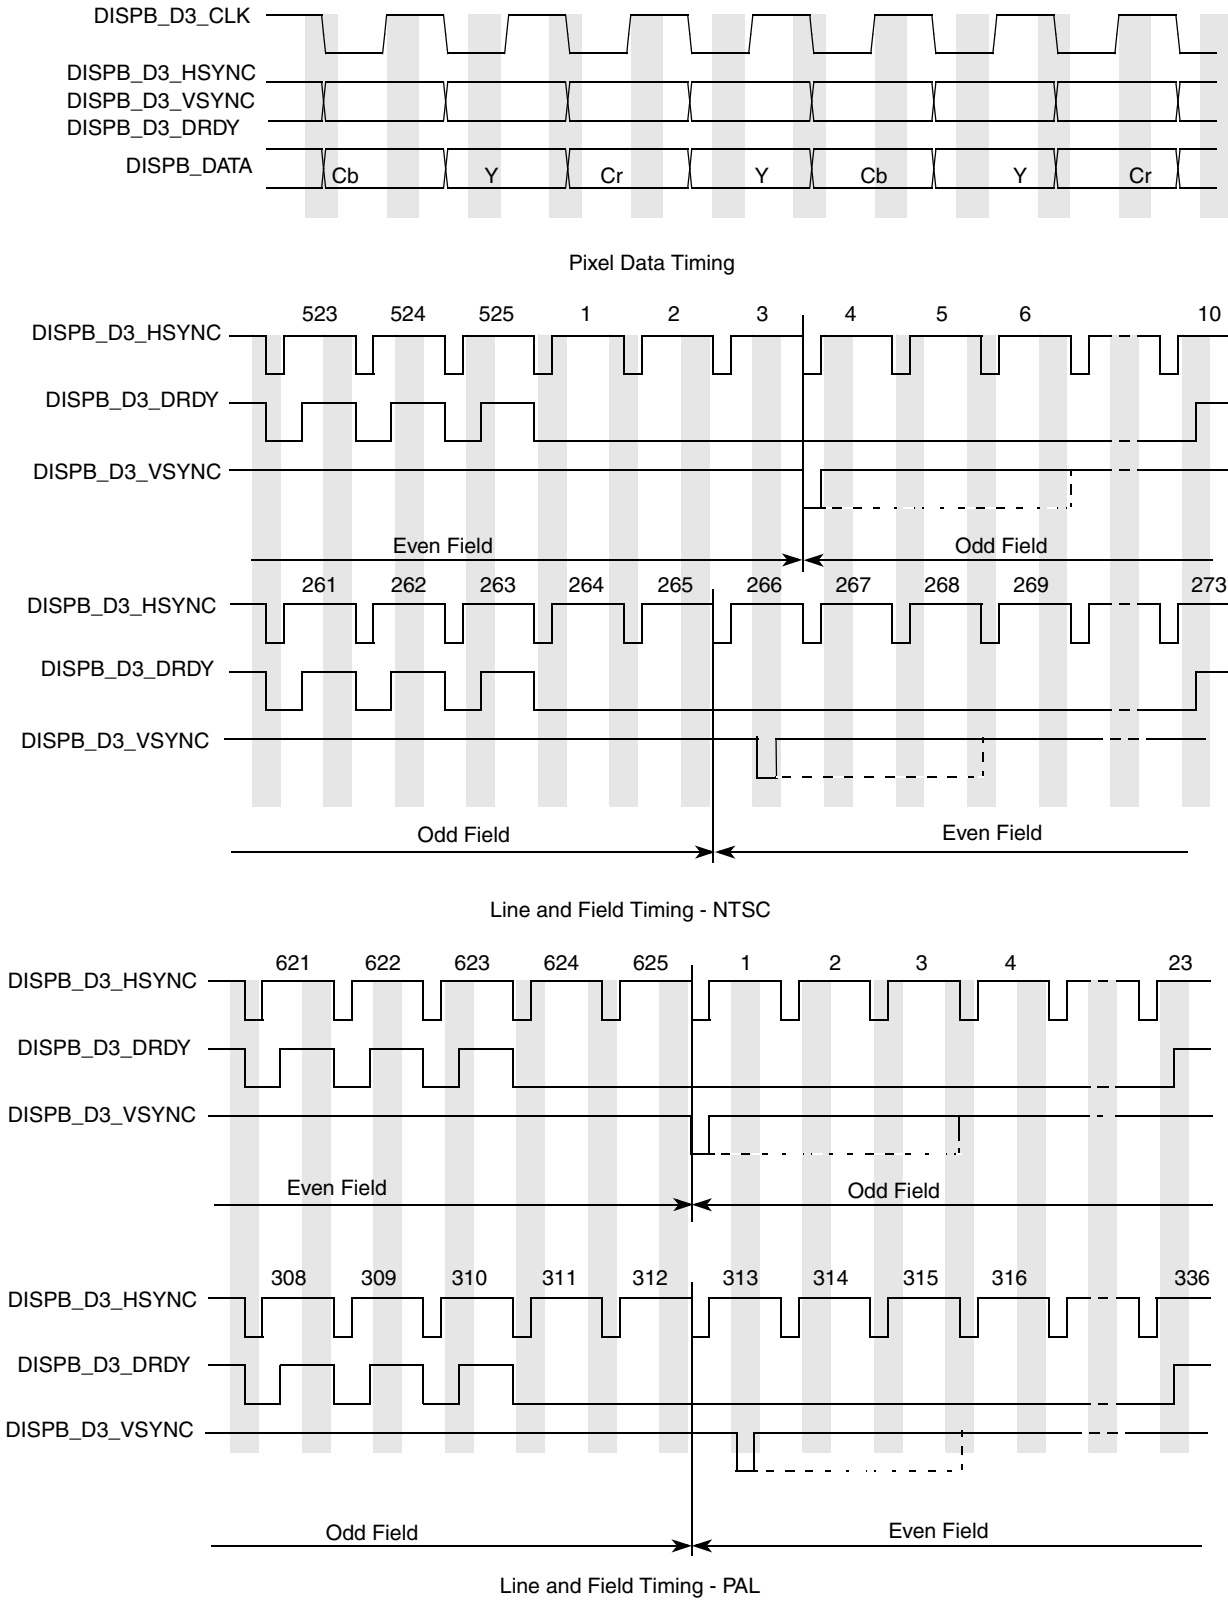 DISPB_D3_CLK
DISPB_D3_HSYNC
DISPB_D3_VSYNC
DISPB_D3_DRDY
DISPB_DATA Cb Y Cr Y Cb Y Cr
Pixel Data Timing
523 524 525 1 2 3 4 5 6 10
DISPB_D3_HSYNC
DISPB_D3_DRDY
DISPB_D3_VSYNC
Even Field Odd Field
261 262 263 264 265 266 267 268 269 273
DISPB_D3_HSYNC
DISPB_D3_DRDY
DISPB_D3_VSYNC
Odd Field Even Field
Line and Field Timing - NTSC
621 622 623 624 625 1 2 3 4 23
DISPB_D3_HSYNC
DISPB_D3_DRDY
DISPB_D3_VSYNC
Even Field Odd Field
308 309 310 311 312 313 314 315 316 336
DISPB_D3_HSYNC
DISPB_D3_DRDY
DISPB_D3_VSYNC
Odd Field Even Field
Line and Field Timing - PAL